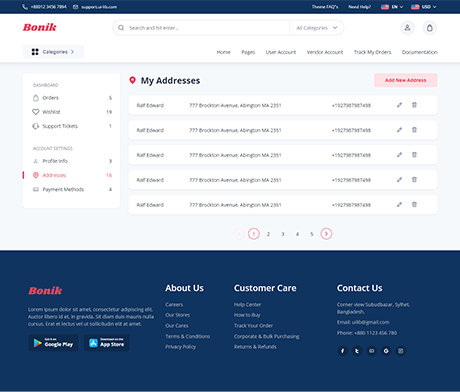 +88012 3456 7894 support.ui-lib.com Theme FAQ's Need Help? EN USD
Bonik Search and hit enter... All Categories
Categories Home Pages User Account Vendor Account Track My Orders Documentation
DASHBOARD
Orders 5
Wishlist 19
Support Tickets 1
ACCOUNT SETTINGS
Profile Info 3
Addresses 16
Payment Methods 4
My Addresses Add New Address
Ralf Edward 777 Brockton Avenue, Abington MA 2351 +1927987987498
Ralf Edward 777 Brockton Avenue, Abington MA 2351 +1927987987498
Ralf Edward 777 Brockton Avenue, Abington MA 2351 +1927987987498
Ralf Edward 777 Brockton Avenue, Abington MA 2351 +1927987987498
Ralf Edward 777 Brockton Avenue, Abington MA 2351 +1927987987498
1 2 3 4 5
Bonik
Lorem ipsum dolor sit amet, consectetur adipiscing elit.
Auctor libero id et, in gravida. Sit diam duis mauris nulla
cursus. Erat et lectus vel ut sollicitudin elit at amet.
Get it on
Google Play
Download on the
App Store
About Us
Careers
Our Stores
Our Cares
Terms & Conditions
Privacy Policy
Customer Care
Help Center
How to Buy
Track Your Order
Corporate & Bulk Purchasing
Returns & Refunds
Contact Us
Corner view Subudbazar, Sylhet,
Bangladesh.
Email: uilib@gmail.com
Phone: +880 1123 456 780